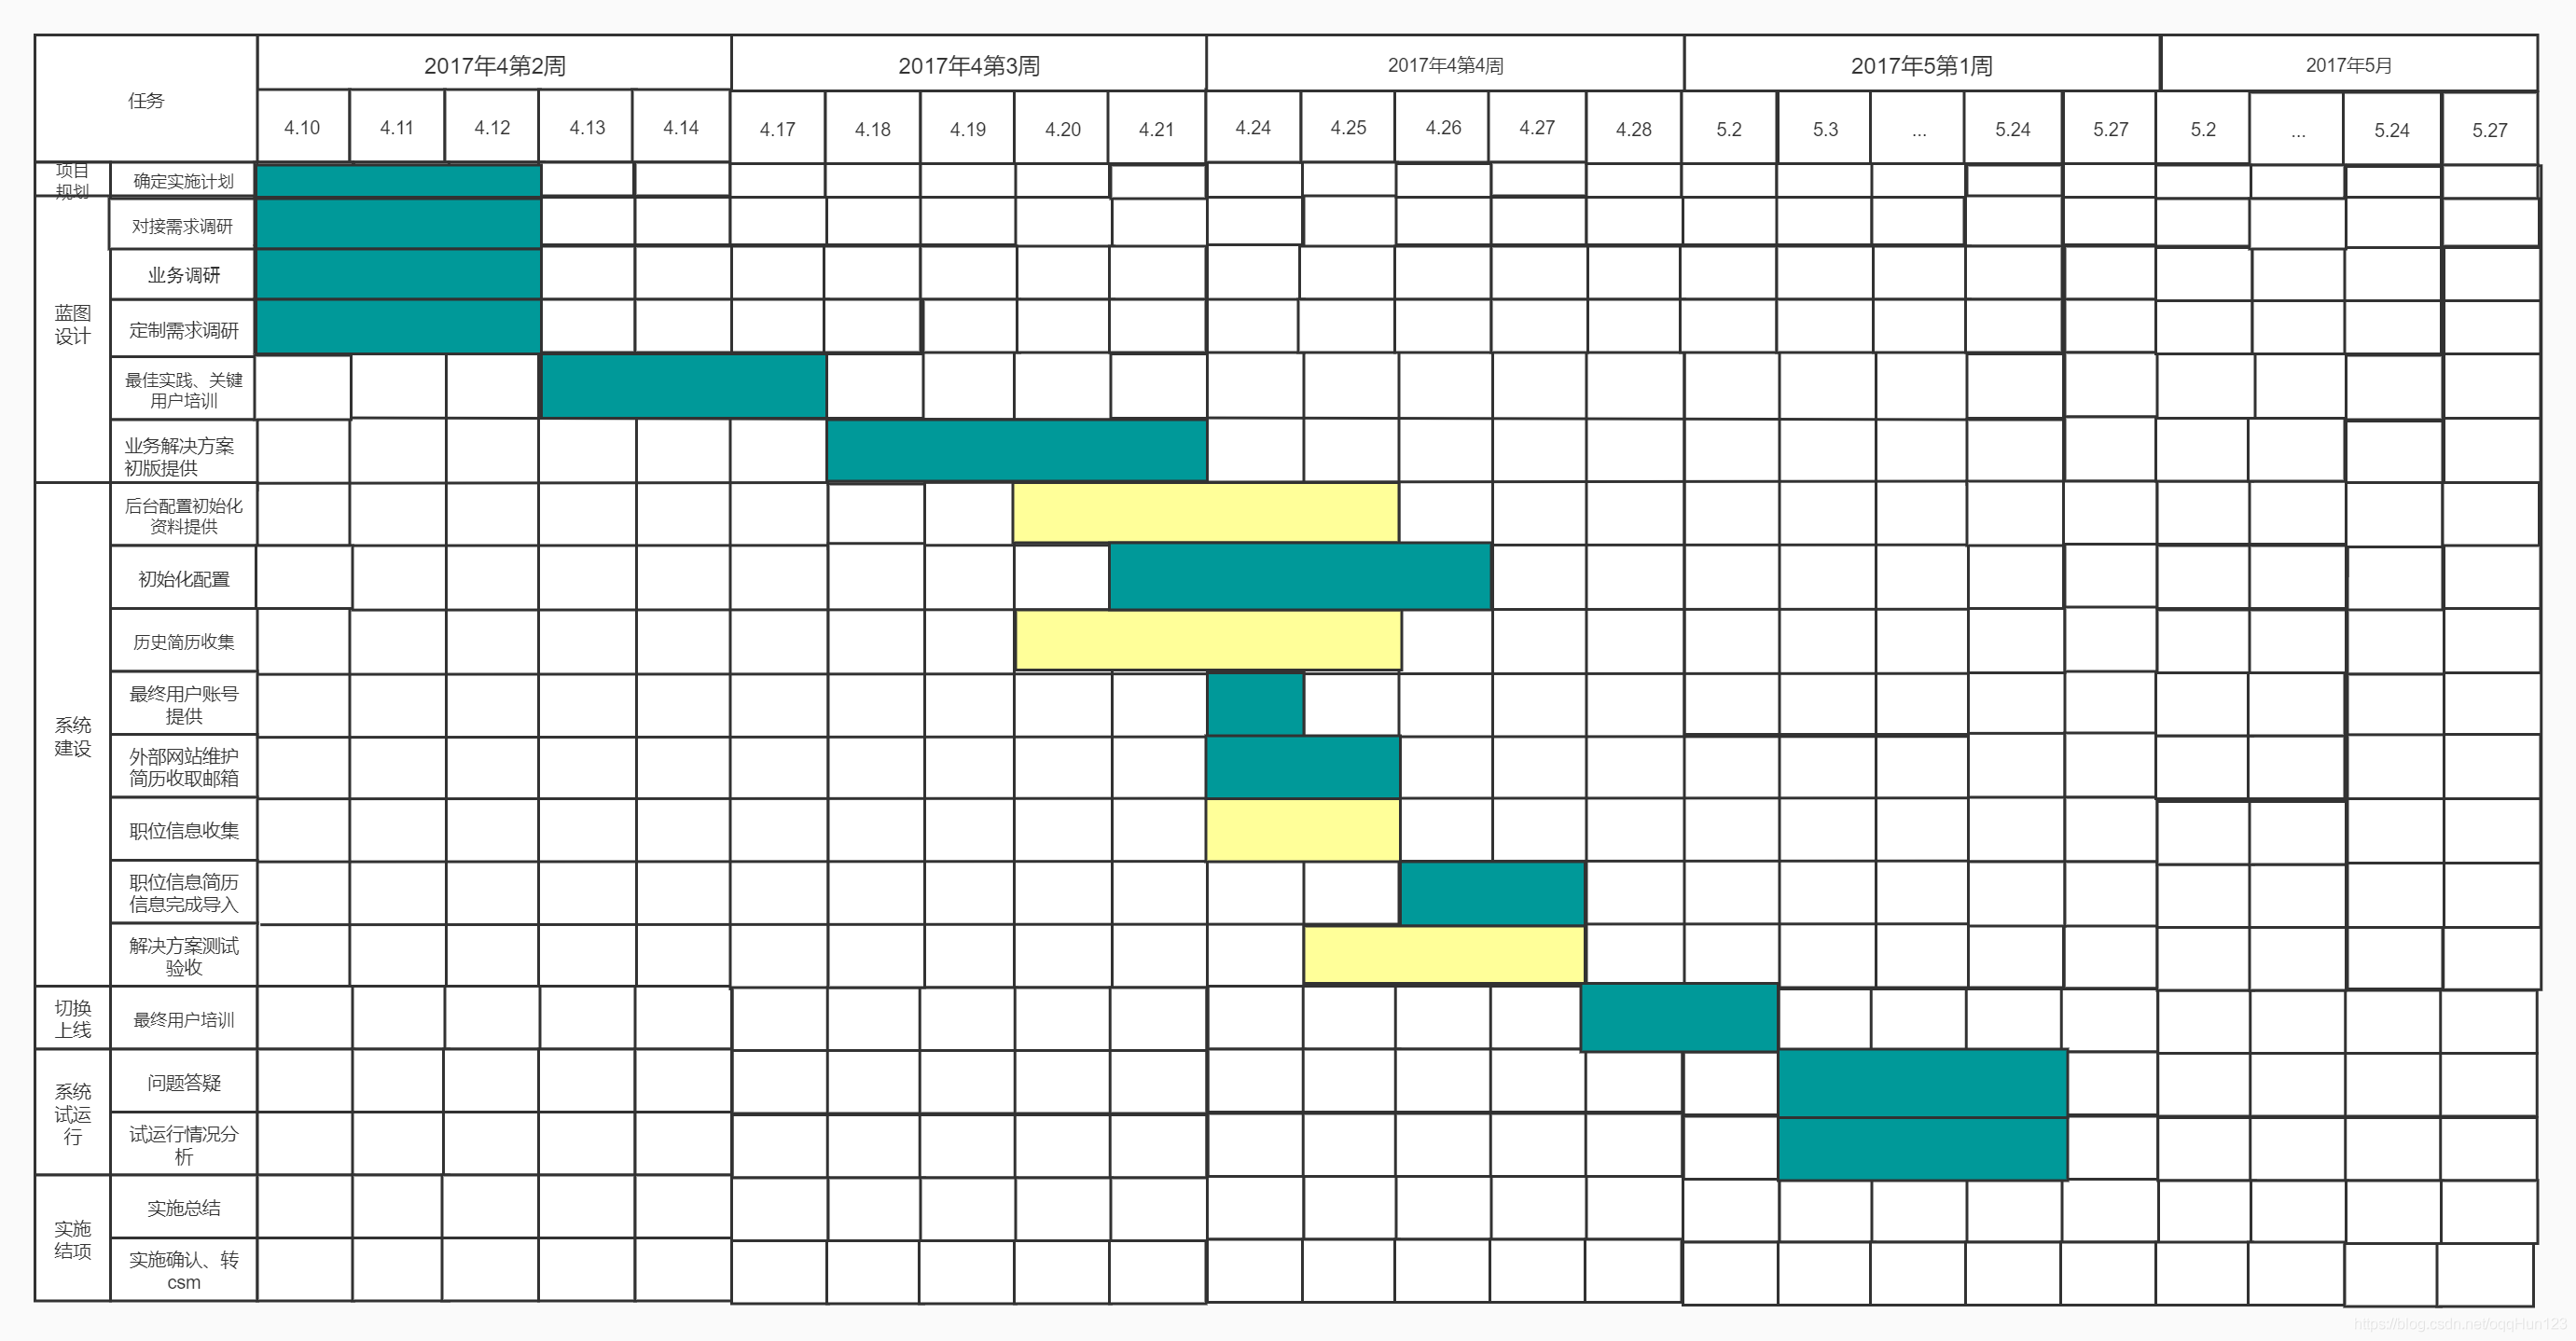 任务
2017年4第2周
2017年4第3周
2017年4第4周
2017年5第1周
2017年5月
4.10
4.11
4.12
4.13
4.14
4.17
4.18
4.19
4.20
4.21
4.24
4.25
4.26
4.27
4.28
5.2
5.3
...
5.24
5.27
5.2
...
5.24
5.27
项目
规划
确定实施计划
蓝图
设计
对接需求调研
业务调研
定制需求调研
最佳实践、关键
用户培训
业务解决方案
初版提供
系统
建设
后台配置初始化
资料提供
初始化配置
历史简历收集
最终用户账号
提供
外部网站维护
简历收取邮箱
职位信息收集
职位信息简历
信息完成导入
解决方案测试
验收
切换
上线
最终用户培训
系统
试运
行
问题答疑
试运行情况分
析
实施
结项
实施总结
实施确认、转
csm
https://blog.csdn.net/oqqHun123